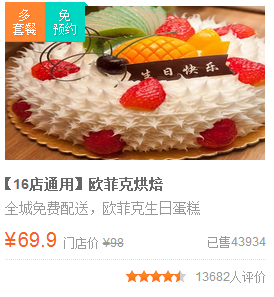 多
套餐
免
预约
生日快乐
【16店通用】欧菲克烘焙
全城免费配送，欧菲克生日蛋糕
¥69.9 门店价 ¥98 已售43934
13682人评价